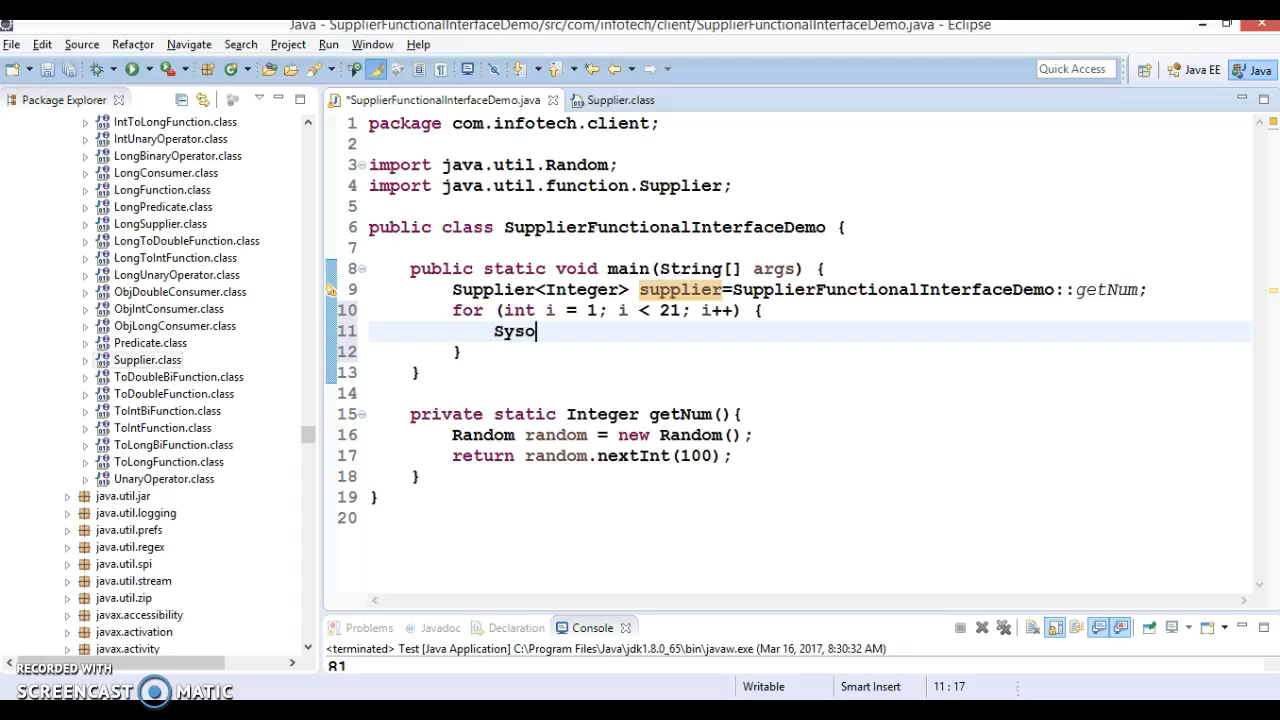 Java - SupplierFunctionalInterfaceDemo/src/com/infotech/client/SupplierFunctionalInterfaceDemo.java - Eclipse
File Edit Source Refactor Navigate Search Project Run Window Help
Quick Access Java EE Java
Package Explorer
IntToLongFunction.class
IntUnaryOperator.class
LongBinaryOperator.class
LongConsumer.class
LongFunction.class
LongPredicate.class
LongSupplier.class
LongToDoubleFunction.class
LongToIntFunction.class
LongUnaryOperator.class
ObjDoubleConsumer.class
ObjIntConsumer.class
ObjLongConsumer.class
Predicate.class
Supplier.class
ToDoubleBiFunction.class
ToDoubleFunction.class
ToIntBiFunction.class
ToIntFunction.class
ToLongBiFunction.class
ToLongFunction.class
UnaryOperator.class
java.util.jar
java.util.logging
java.util.prefs
java.util.regex
java.util.spi
java.util.stream
java.util.zip
javax.accessibility
javax.activation
javax.activity
*SupplierFunctionalInterfaceDemo.java Supplier.class
1 package com.infotech.client;
2
3 import java.util.Random;
4 import java.util.function.Supplier;
5
6 public class SupplierFunctionalInterfaceDemo {
7
8 public static void main(String[] args) {
9 Supplier<Integer> supplier=SupplierFunctionalInterfaceDemo::getNum;
10 for (int i = 1; i < 21; i++) {
11 Syso
12 }
13 }
14
15 private static Integer getNum(){
16 Random random = new Random();
17 return random.nextInt(100);
18 }
19 }
20
Problems Javadoc Declaration Console
<terminated> Test [Java Application] C:\Program Files\Java\jdk1.8.0_65\bin\javaw.exe (Mar 16, 2017, 8:30:32 AM)
81
Writable Smart Insert 11 : 17
RECORDED WITH
SCREENCAST MATIC